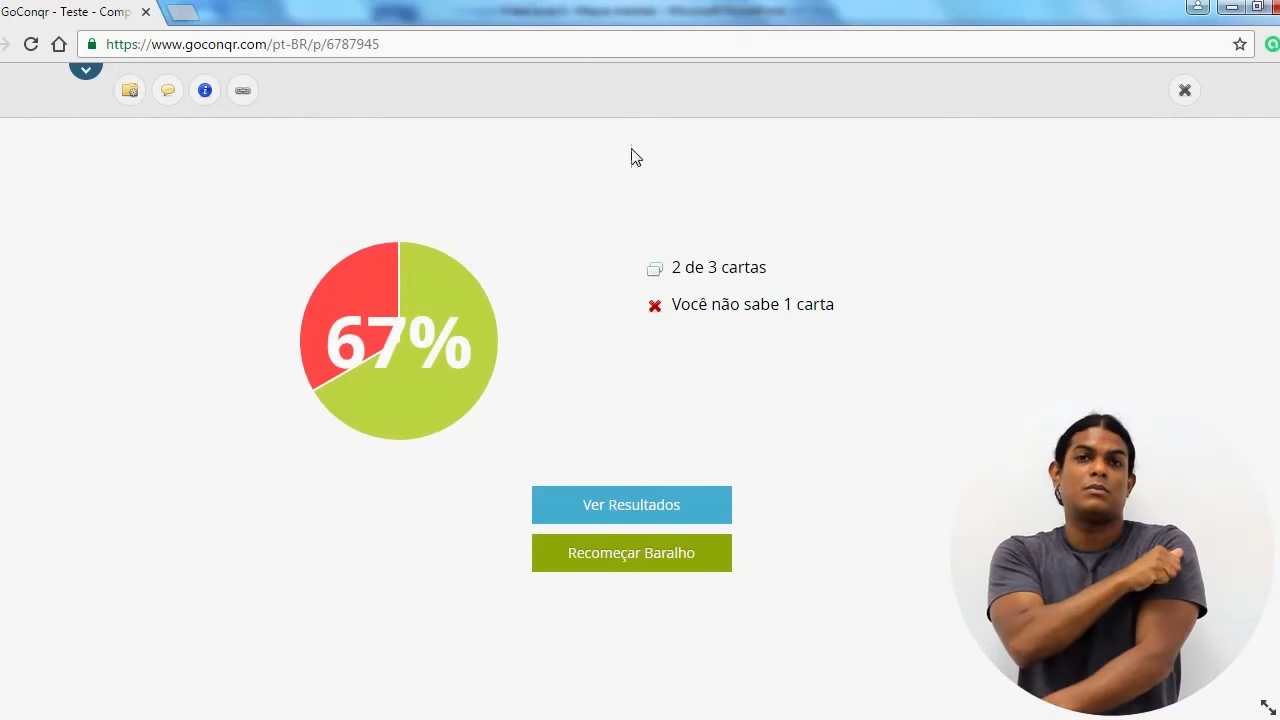 GoConqr - Teste - Comp
https://www.goconqr.com/pt-BR/p/6787945
67%
2 de 3 cartas
Você não sabe 1 carta
Ver Resultados
Recomeçar Baralho